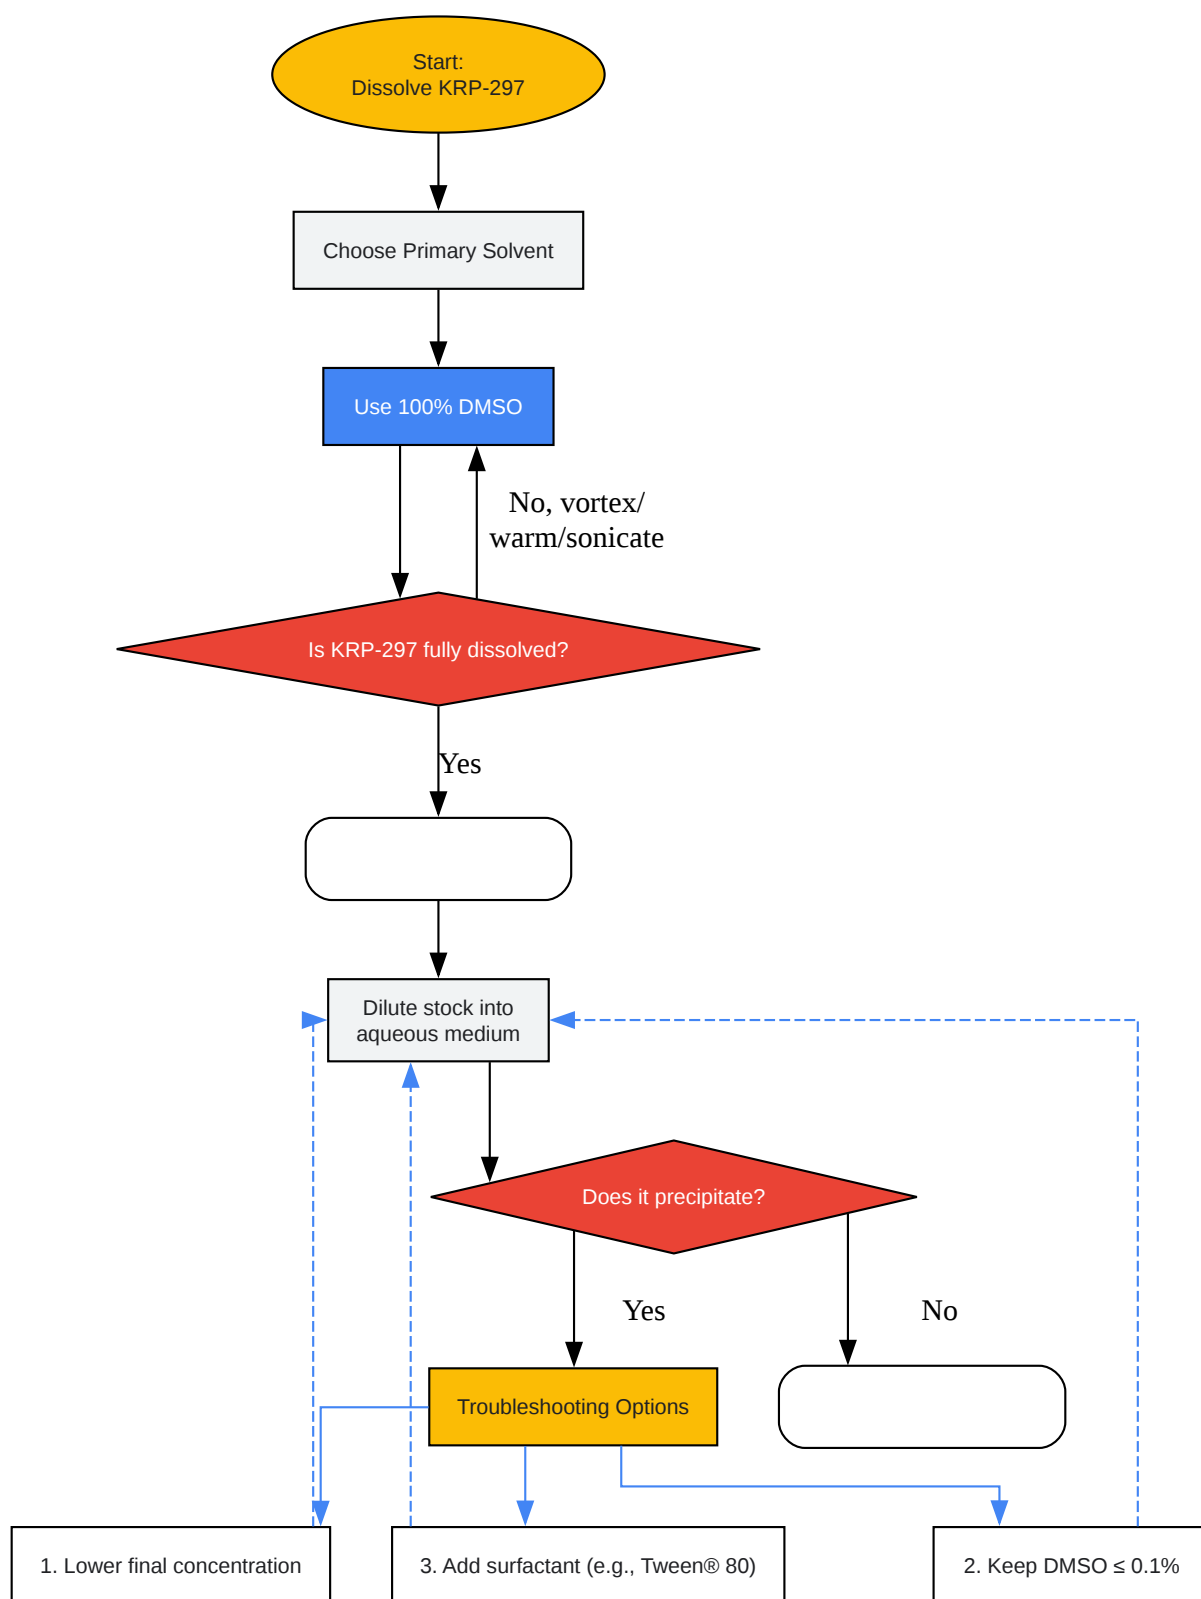 Start:
Dissolve KRP-297
Choose Primary Solvent
Use 100% DMSO
No, vortex/
warm/sonicate
Is KRP-297 fully dissolved?
Yes
Dilute stock into
aqueous medium
Does it precipitate?
Yes
No
Troubleshooting Options
1. Lower final concentration
3. Add surfactant (e.g., Tween® 80)
2. Keep DMSO ≤ 0.1%